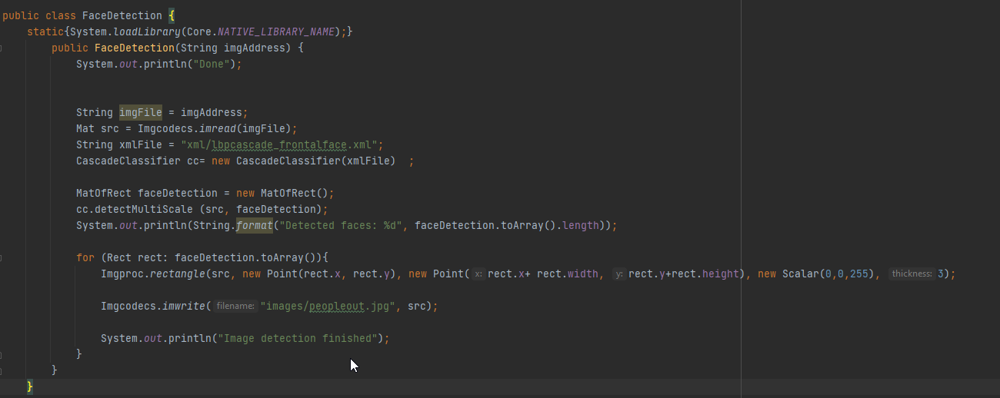 public class FaceDetection {
static{System.loadLibrary(Core.NATIVE_LIBRARY_NAME);}
public FaceDetection(String imgAddress) {
System.out.println("Done");
String imgFile = imgAddress;
Mat src = Imgcodecs.imread(imgFile);
String xmlFile = "xml/lbpcascade_frontalface.xml";
CascadeClassifier cc= new CascadeClassifier(xmlFile)  ;
MatOfRect faceDetection = new MatOfRect();
cc.detectMultiScale (src, faceDetection);
System.out.println(String.format("Detected faces: %d", faceDetection.toArray().length));
for (Rect rect: faceDetection.toArray()){
Imgproc.rectangle(src, new Point(rect.x, rect.y), new Point( x: rect.x+ rect.width, y: rect.y+rect.height), new Scalar(0,0,255), thickness: 3);
Imgcodecs.imwrite( filename: "images/peopleout.jpg", src);
System.out.println("Image detection finished");
}
}
}